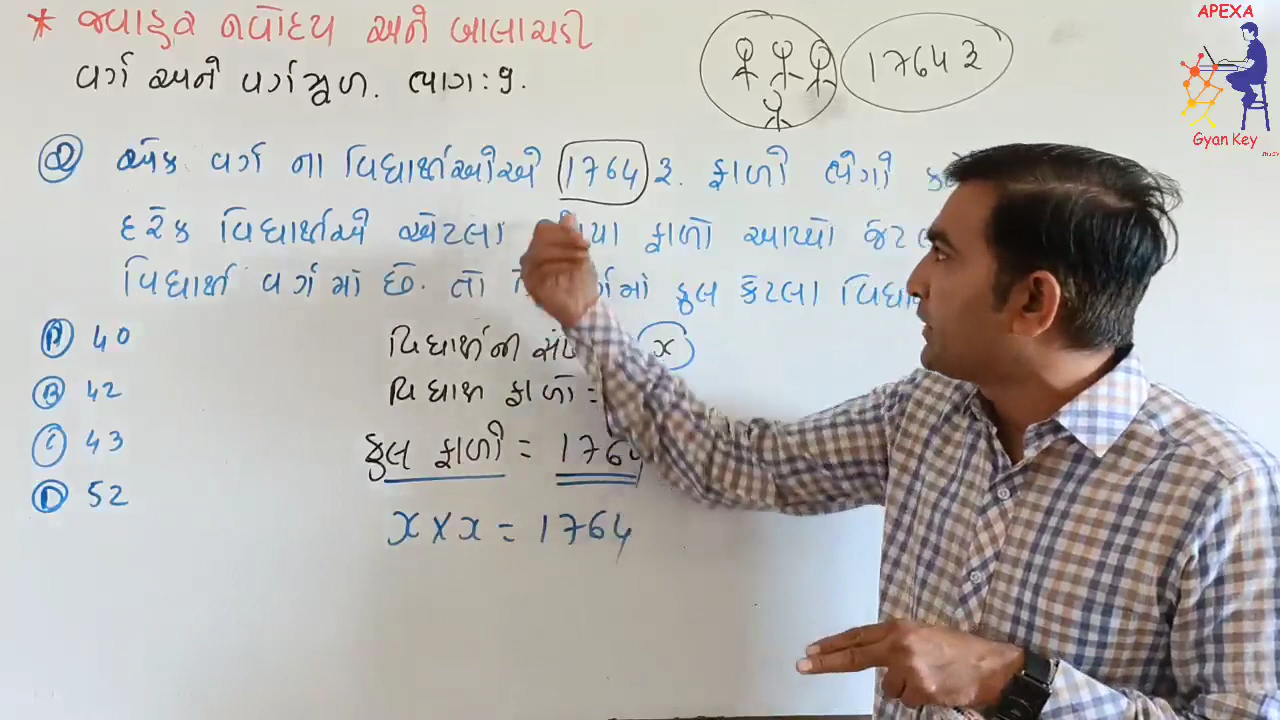 * જવાહર નવોદય અને બાલાચડી
વર્ગ અને વર્ગમૂળ. ભાગ:૧.
1764 રૂ
APEXA
Gyan Key
એક વર્ગ ના વિદ્યાર્થીઓએ 1764 રૂ. ફાળો ભેગો
દરેક વિદ્યાર્થીએ એટલા ફાળો આપ્યો
વિદ્યાર્થી વર્ગ માં છે. તો કુલ કેટલા
(A) 40
(B) 42
(C) 43
(D) 52
વિદ્યાર્થીની x
વિદ્યાર્થી ફાળો =
કુલ ફાળો = 1764
x × x = 1764